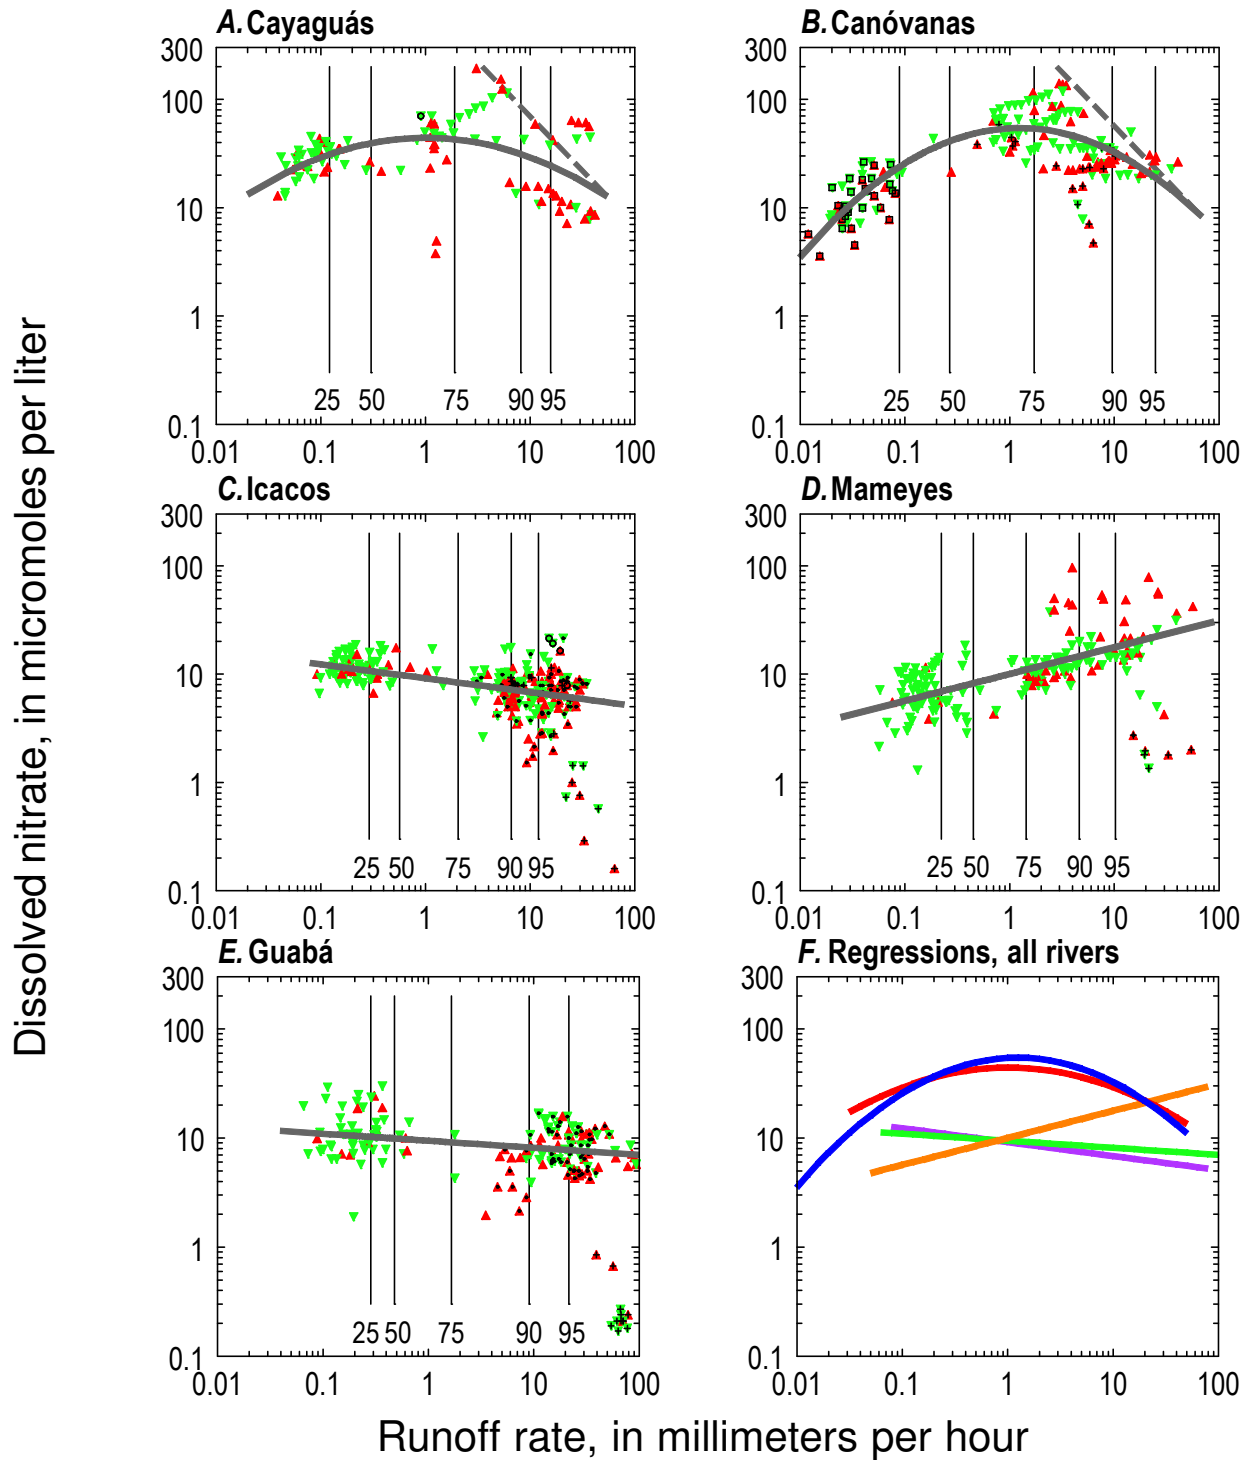 A. Cayaguás
B. Canóvanas
300
100
10
1
0.1
25 50 75 90 95
0.01 0.1 1 10 100
300
100
10
1
0.1
25 50 75 90 95
0.01 0.1 1 10 100
C. Icacos
D. Mameyes
300
100
10
1
0.1
25 50 75 90 95
0.01 0.1 1 10 100
300
100
10
1
0.1
25 50 75 90 95
0.01 0.1 1 10 100
E. Guabá
F. Regressions, all rivers
300
100
10
1
0.1
25 50 75 90 95
0.01 0.1 1 10 100
300
100
10
1
0.1
0.01 0.1 1 10 100
Dissolved nitrate, in micromoles per liter
Runoff rate, in millimeters per hour